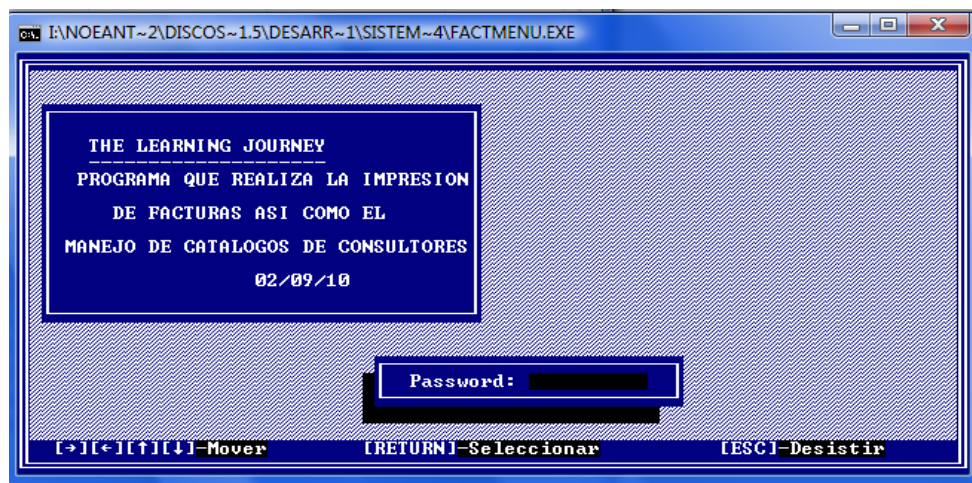 I:\NOEANT~2\DISCOS~1.5\DESARR~1\SISTEM~4\FACTMENU.EXE
THE LEARNING JOURNEY
--------------------
PROGRAMA QUE REALIZA LA IMPRESION
DE FACTURAS ASI COMO EL
MANEJO DE CATALOGOS DE CONSULTORES
02/09/10
Password:
[→][←][↑][↓]-Mover [RETURN]-Seleccionar [ESC]-Desistir